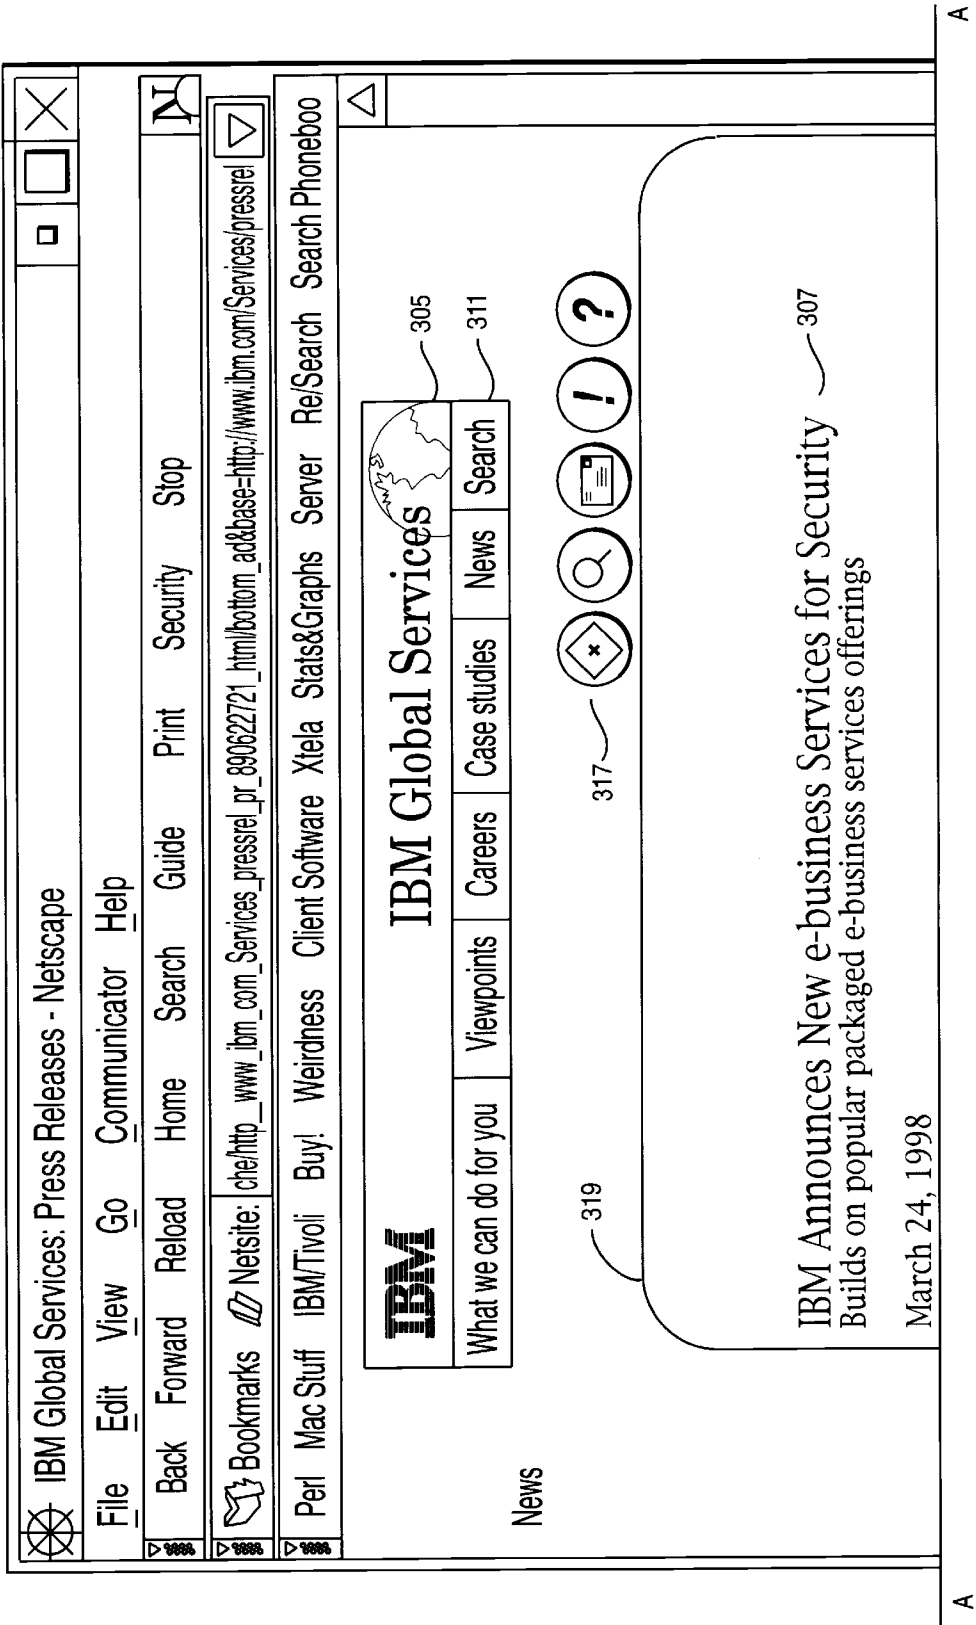 IBM Global Services: Press Releases - Netscape
File Edit View Go Communicator Help
Back Forward Reload Home Search Guide Print Security Stop
N
Bookmarks Netsite: che/http__www_ibm_com_Services_pressrel_pr_890622721_html/bottom_ad&base=http://www.ibm.com/Services/pressrel
Perl Mac Stuff IBM/Tivoli Buy! Weirdness Client Software Xtela Stats&Graphs Server Re/Search Search Phoneboo
IBM IBM Global Services
305
What we can do for you Viewpoints Careers Case studies News Search
311
News
319
317
! ?
IBM Announces New e-business Services for Security
307
Builds on popular packaged e-business services offerings
March 24, 1998
A A